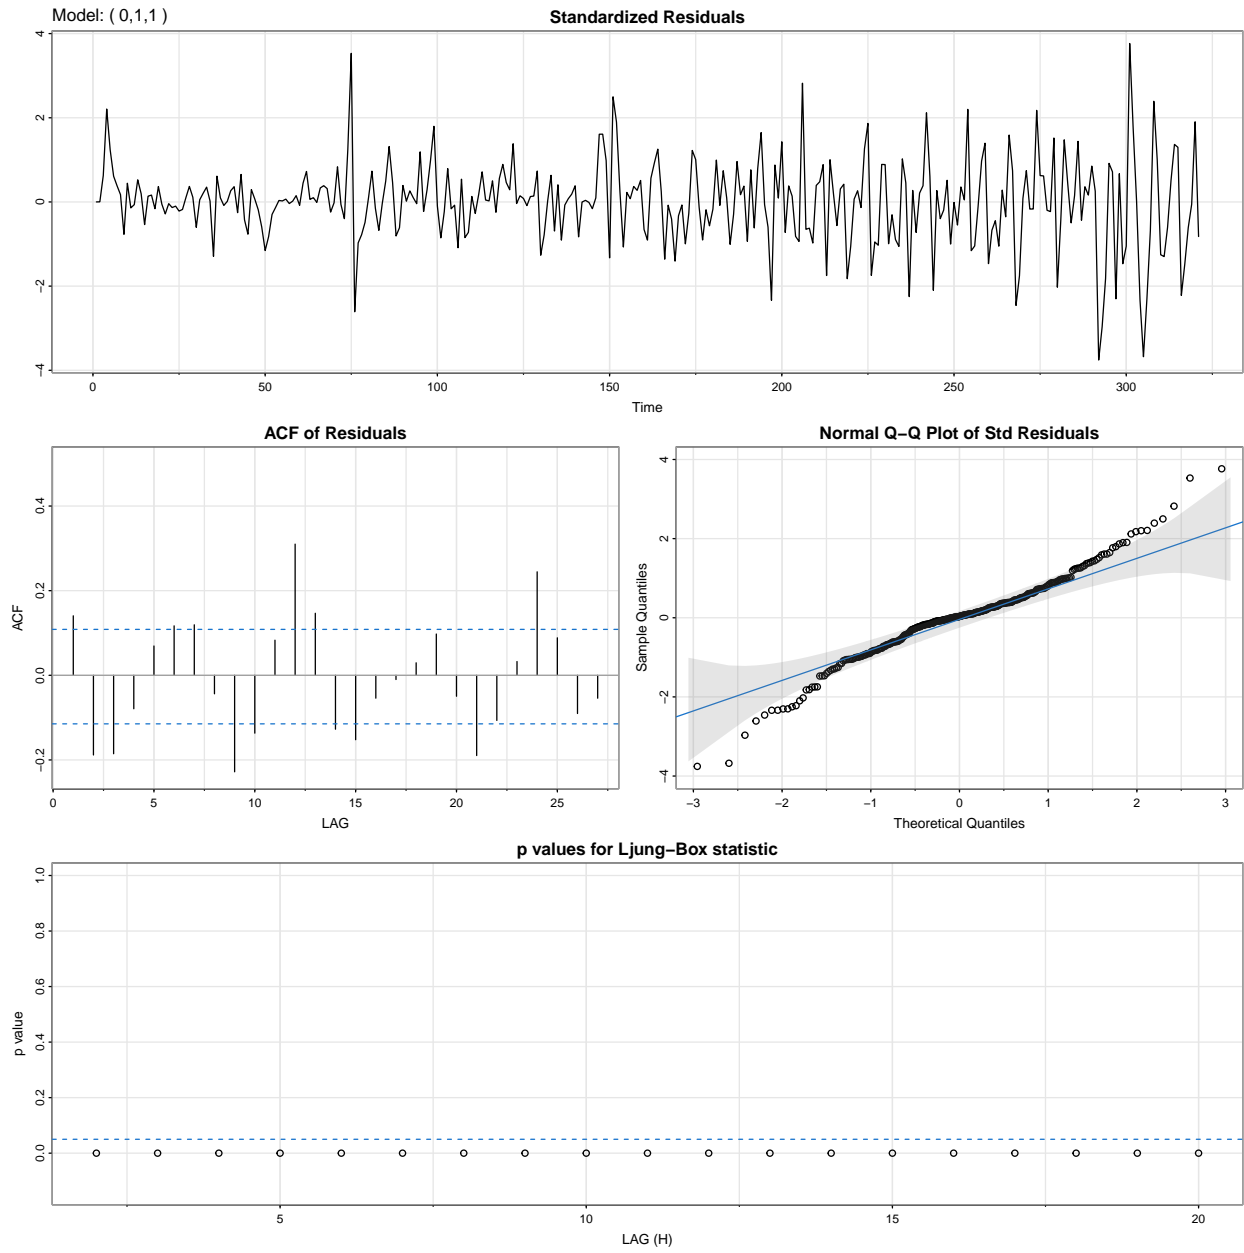 Model: ( 0,1,1 )
Standardized Residuals
4
2
0
−2
−4
0 50 100 150 200 250 300
Time
ACF of Residuals
ACF
0.4
0.2
0.0
−0.2
0 5 10 15 20 25
LAG
Normal Q−Q Plot of Std Residuals
Sample Quantiles
4
2
0
−2
−4
−3 −2 −1 0 1 2 3
Theoretical Quantiles
p values for Ljung−Box statistic
p value
1.0
0.8
0.6
0.4
0.2
0.0
5 10 15 20
LAG (H)